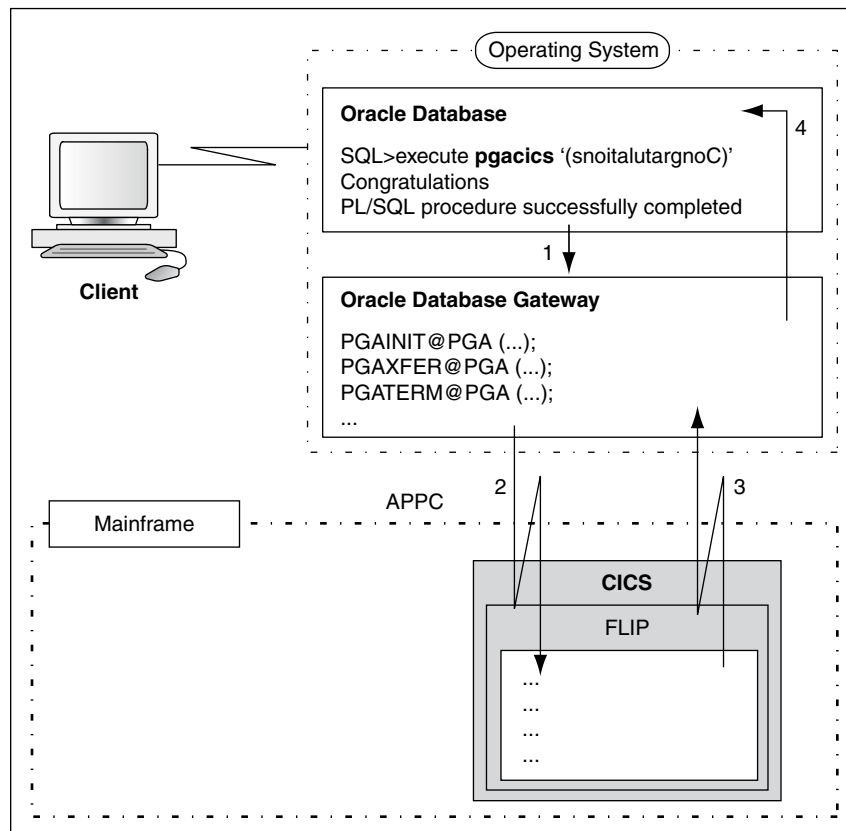 Operating System
Oracle Database
4
SQL>execute pgacics ‘(snoitalutargnoC)’
Congratulations
PL/SQL procedure successfully completed
1
Client
Oracle Database Gateway
PGAINIT@PGA (...);
PGAXFER@PGA (...);
PGATERM@PGA (...);
...
2
3
APPC
Mainframe
CICS
FLIP
...
...
...
...